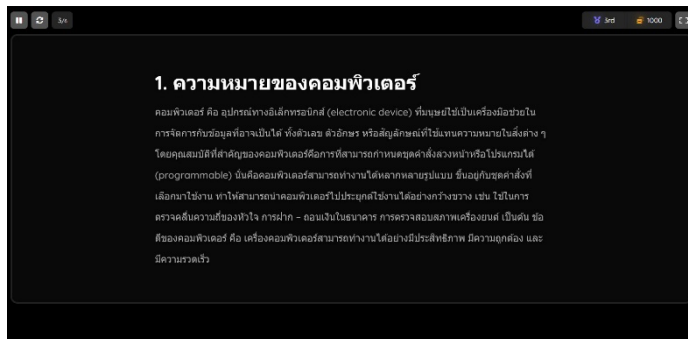 3/8
3rd
1000
1. ความหมายของคอมพิวเตอร์
คอมพิวเตอร์ คือ อุปกรณ์ทางอิเล็กทรอนิกส์ (electronic device) ที่มนุษย์ใช้เป็นเครื่องมือช่วยใน
การจัดการกับข้อมูลที่อาจเป็นได้ ทั้งตัวเลข ตัวอักษร หรือสัญลักษณ์ที่ใช้แทนความหมายในสิ่งต่าง ๆ
โดยคุณสมบัติที่สำคัญของคอมพิวเตอร์คือการที่สามารถกำหนดชุดคำสั่งล่วงหน้าหรือโปรแกรมได้
(programmable) นั่นคือคอมพิวเตอร์สามารถทำงานได้หลากหลายรูปแบบ ขึ้นอยู่กับชุดคำสั่งที่
เลือกมาใช้งาน ทำให้สามารถนำคอมพิวเตอร์ไปประยุกต์ใช้งานได้อย่างกว้างขวาง เช่น ใช้ในการ
ตรวจคลื่นความถี่ของหัวใจ การฝาก - ถอนเงินในธนาคาร การตรวจสอบสภาพเครื่องยนต์ เป็นต้น ข้อ
ดีของคอมพิวเตอร์ คือ เครื่องคอมพิวเตอร์สามารถทำงานได้อย่างมีประสิทธิภาพ มีความถูกต้อง และ
มีความรวดเร็ว